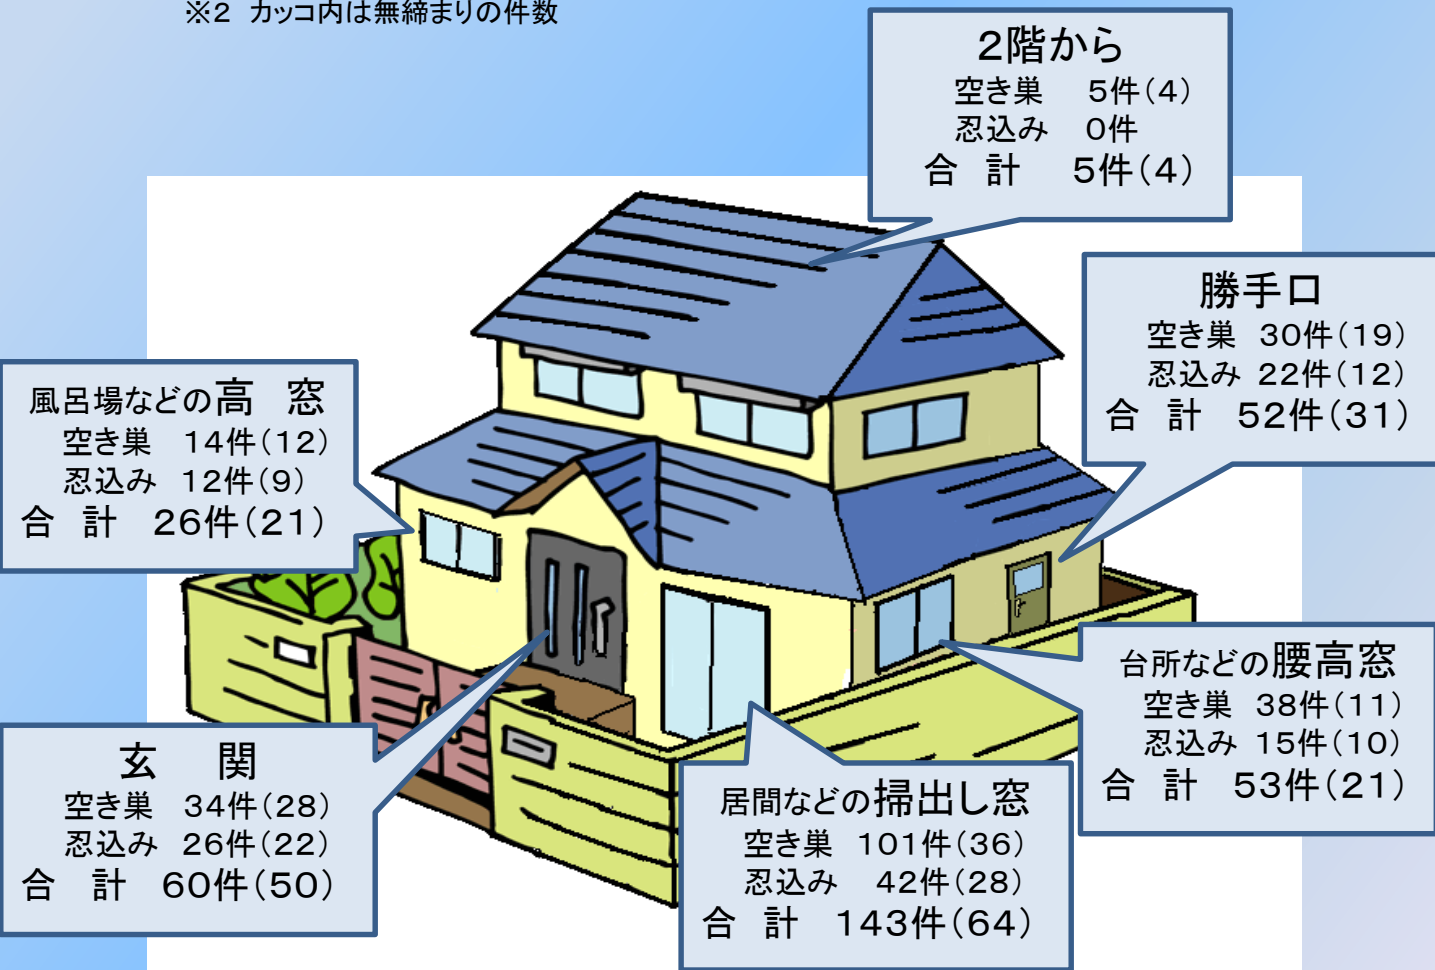 ※2 カッコ内は無締まりの件数
2階から
空き巣 5件(4)
忍込み 0件
合 計 5件(4)
勝手口
空き巣 30件(19)
忍込み 22件(12)
合 計 52件(31)
風呂場などの高 窓
空き巣 14件(12)
忍込み 12件(9)
合 計 26件(21)
台所などの腰高窓
空き巣 38件(11)
忍込み 15件(10)
合 計 53件(21)
玄 関
空き巣 34件(28)
忍込み 26件(22)
合 計 60件(50)
居間などの掃出し窓
空き巣 101件(36)
忍込み 42件(28)
合 計 143件(64)